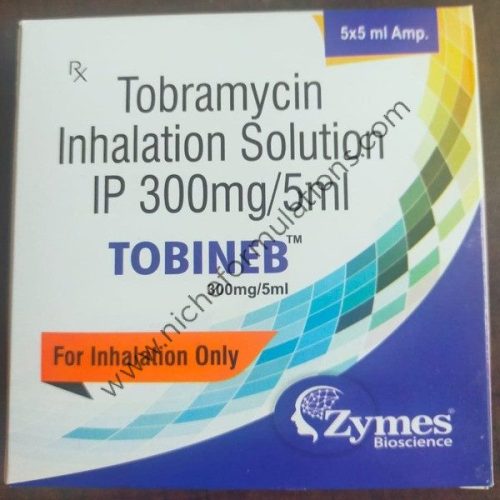 5x5 ml Amp.
Rx
Tobramycin
Inhalation Solution
IP 300mg/5ml
TOBINEB™
300mg/5ml
For Inhalation Only
Zymes®
Bioscience
www.nicheformulations.com